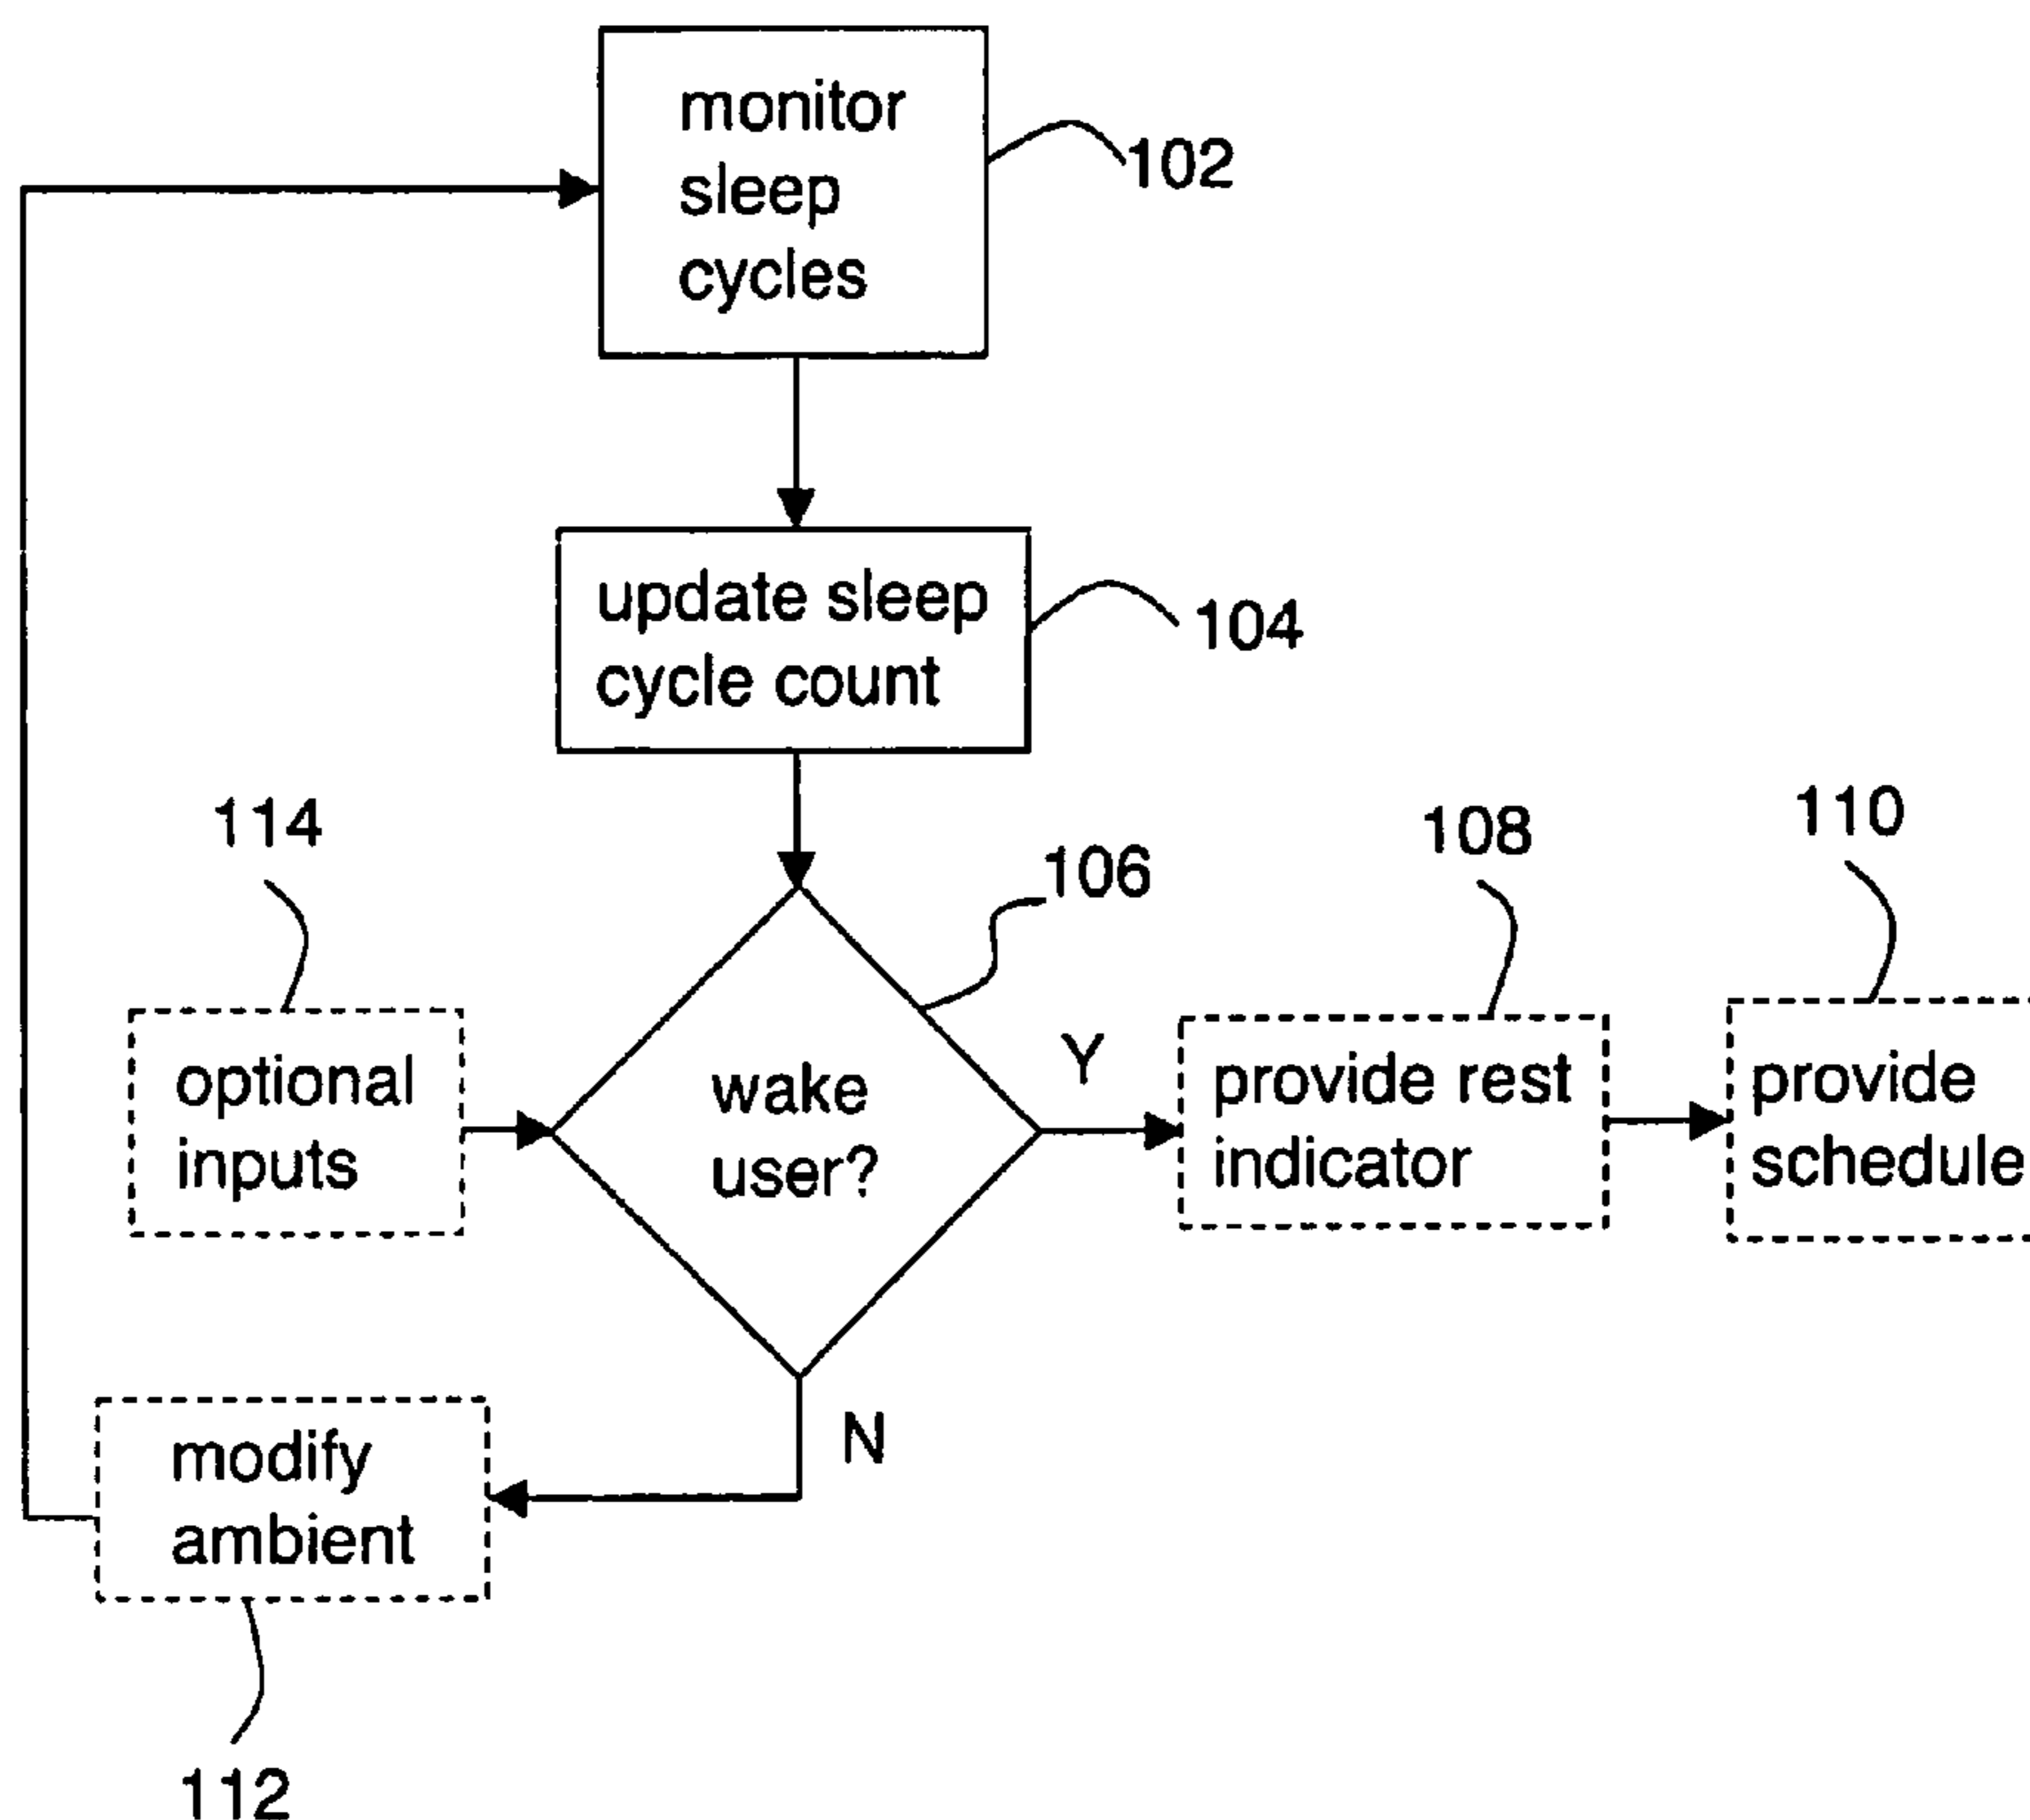 monitor
sleep
cycles
102
update sleep
cycle count
104
114
106
108
110
optional
inputs
wake
user?
Y
provide rest
indicator
provide
schedule
N
modify
ambient
112